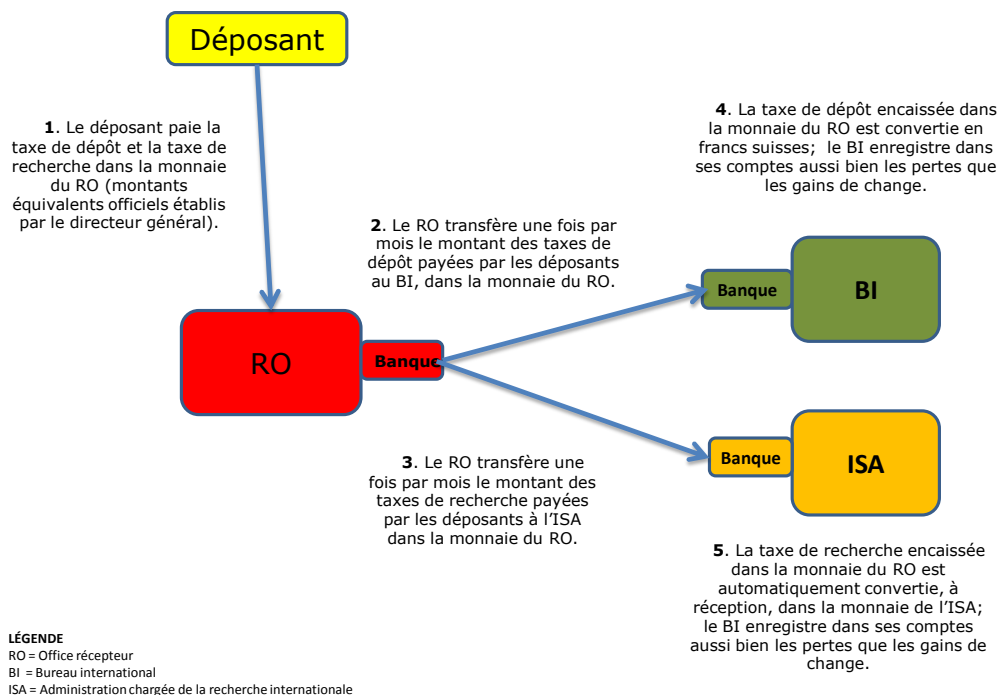 Déposant
1. Le déposant paie la
taxe de dépôt et la taxe de
recherche dans la monnaie
du RO (montants
équivalents officiels établis
par le directeur général).
4. La taxe de dépôt encaissée dans
la monnaie du RO est convertie en
francs suisses; le BI enregistre dans
ses comptes aussi bien les pertes que
les gains de change.
2. Le RO transfère une fois par
mois le montant des taxes de
dépôt payées par les déposants
au BI, dans la monnaie du RO.
Banque
BI
RO
Banque
3. Le RO transfère une
fois par mois le montant des
taxes de recherche payées
par les déposants à l’ISA
dans la monnaie du RO.
Banque
ISA
5. La taxe de recherche encaissée
dans la monnaie du RO est
automatiquement convertie, à
réception, dans la monnaie de l’ISA;
le BI enregistre dans ses comptes
aussi bien les pertes que les gains de
change.
LÉGENDE
RO = Office récepteur
BI = Bureau international
ISA = Administration chargée de la recherche internationale